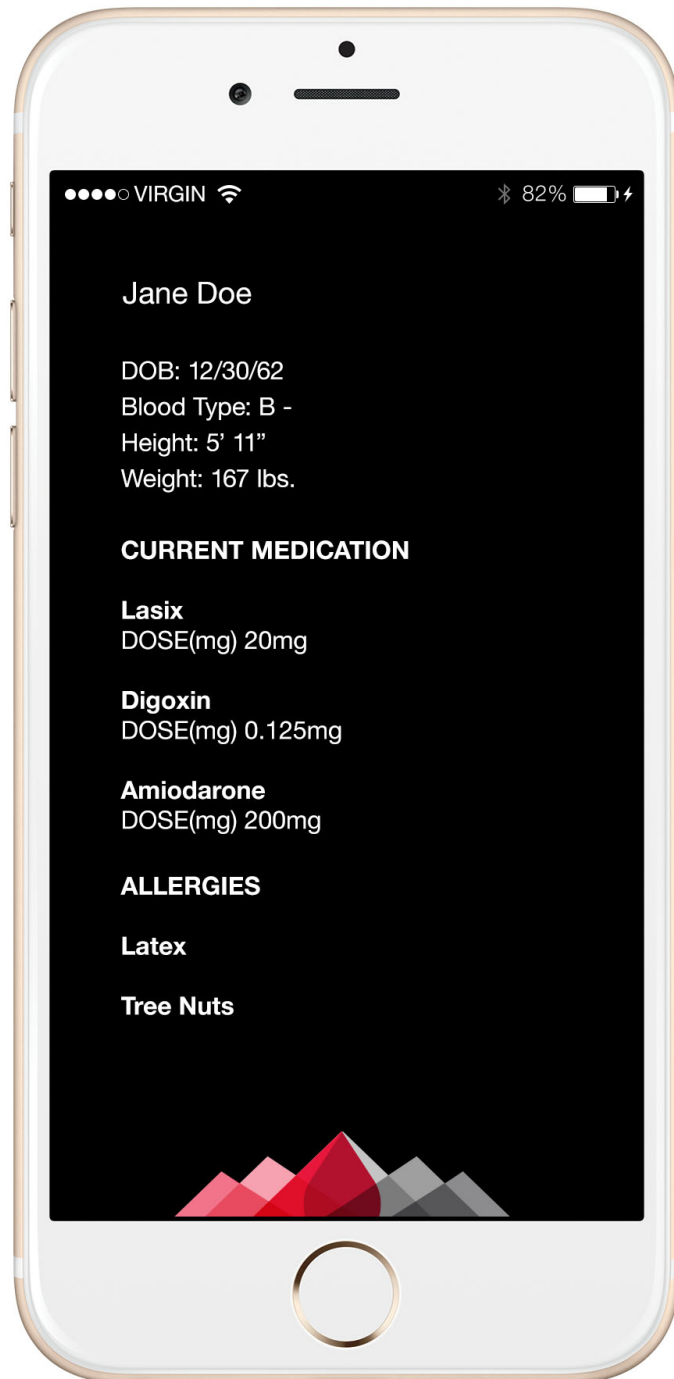 VIRGIN 82%
Jane Doe
DOB: 12/30/62
Blood Type: B -
Height: 5’ 11”
Weight: 167 lbs.
CURRENT MEDICATION
Lasix
DOSE(mg) 20mg
Digoxin
DOSE(mg) 0.125mg
Amiodarone
DOSE(mg) 200mg
ALLERGIES
Latex
Tree Nuts